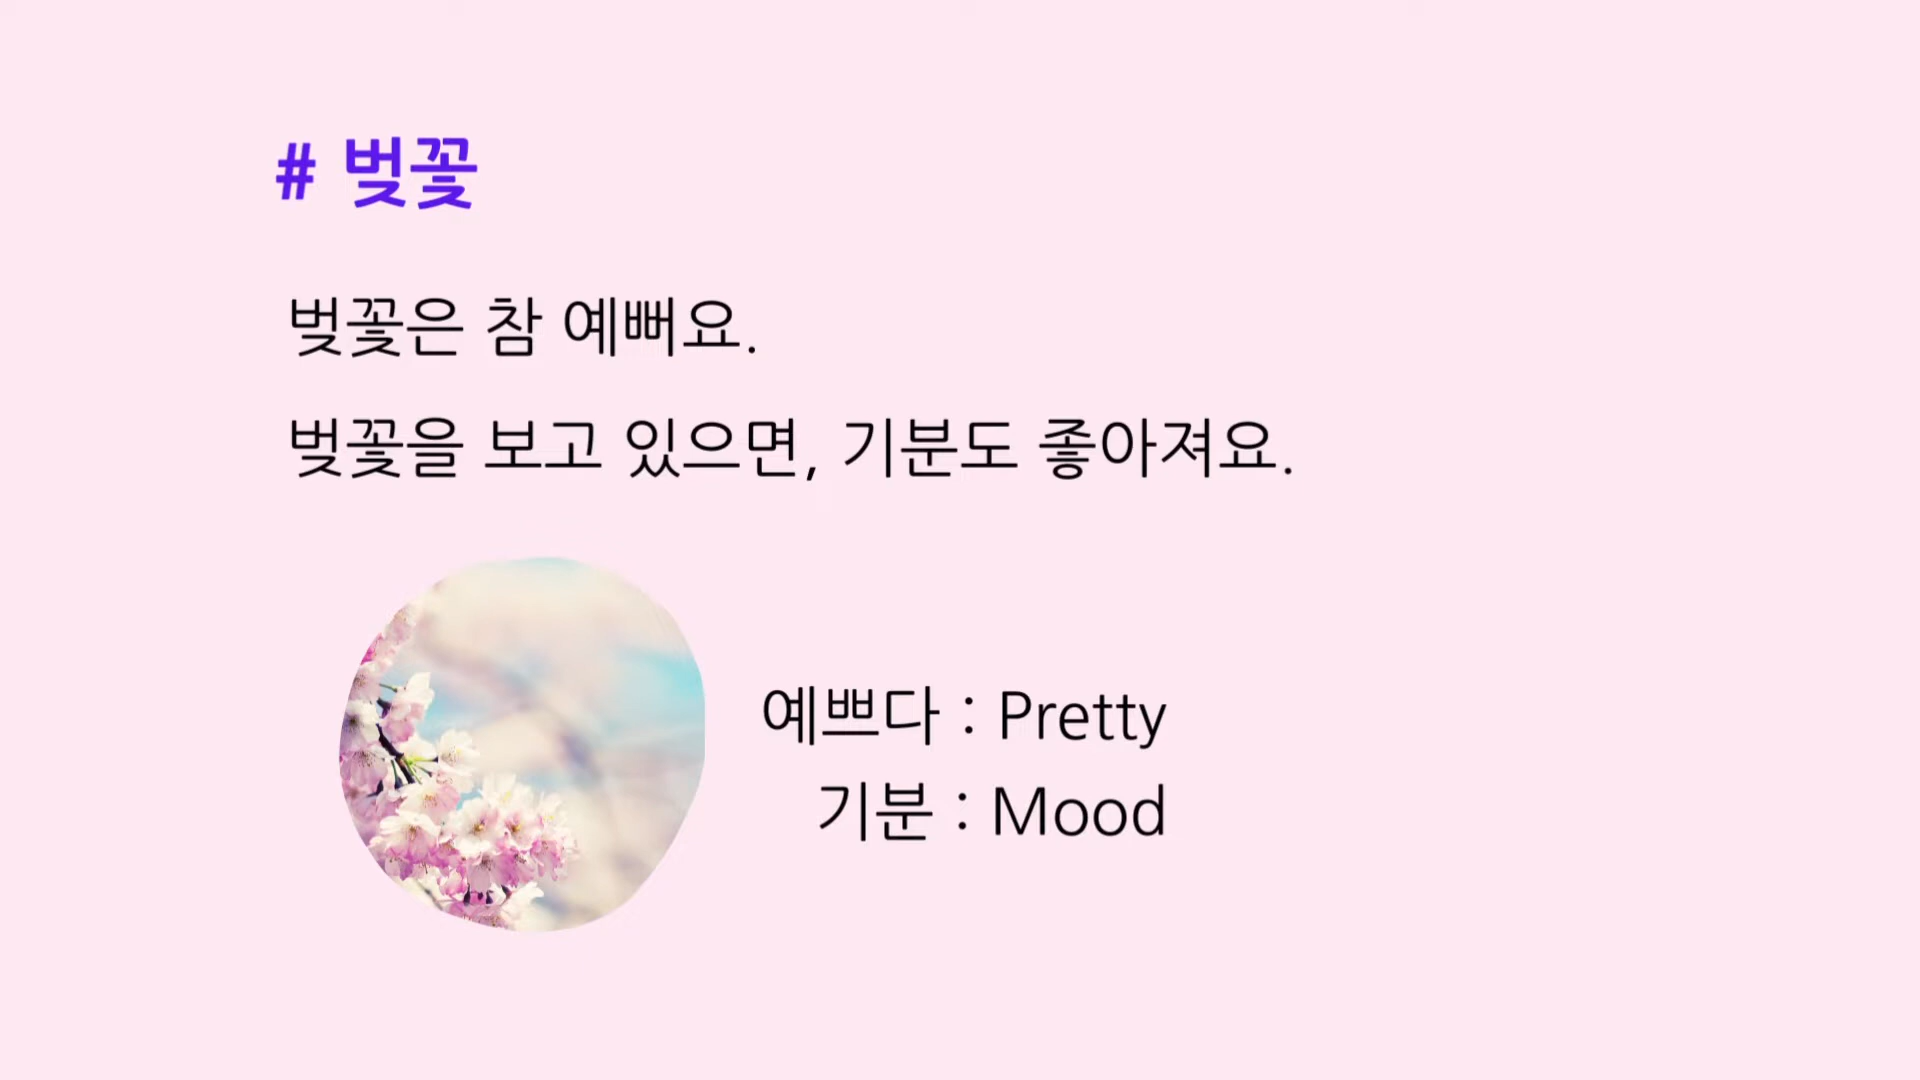 # 벚꽃
벚꽃은 참 예뻐요.
벚꽃을 보고 있으면, 기분도 좋아져요.
예쁘다 : Pretty
기분 : Mood